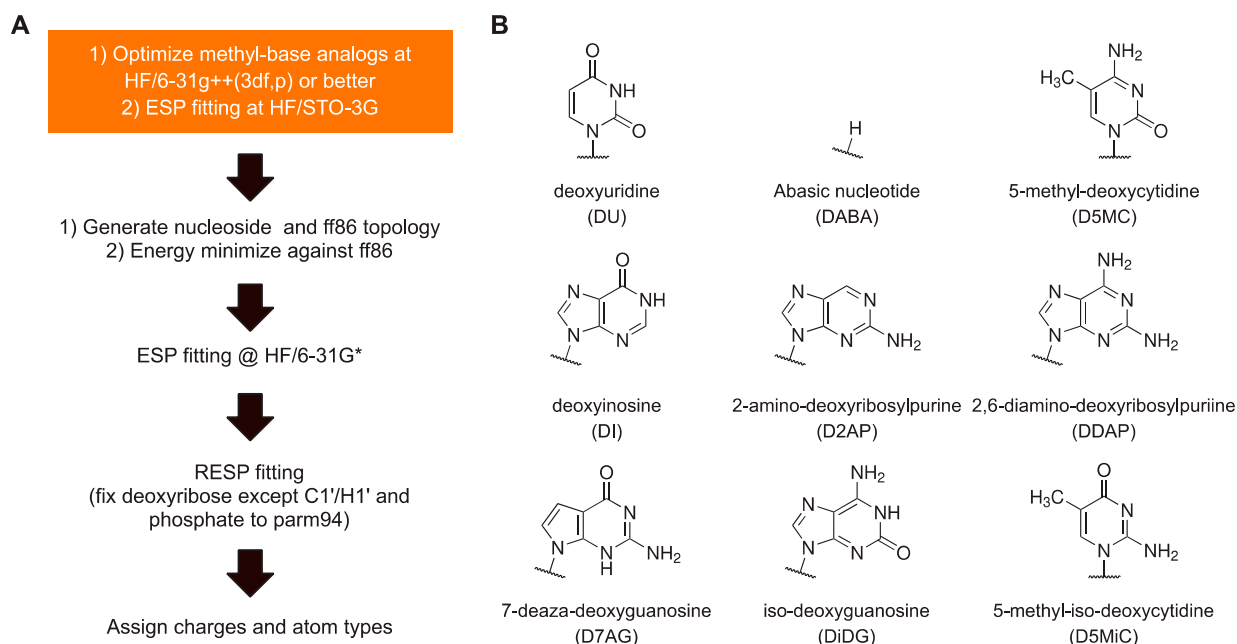 A
1) Optimize methyl-base analogs at
HF/6-31g++(3df,p) or better
2) ESP fitting at HF/STO-3G
1) Generate nucleoside and ff86 topology
2) Energy minimize against ff86
ESP fitting @ HF/6-31G*
RESP fitting
(fix deoxyribose except C1'/H1' and
phosphate to parm94)
Assign charges and atom types
B
O
NH
N
O
deoxyuridine
(DU)
H
Abasic nucleotide
(DABA)
NH2
H3C
N
N
O
5-methyl-deoxycytidine
(D5MC)
O
N
NH
N
N
deoxyinosine
(DI)
N
N
N
N
NH2
2-amino-deoxyribosylpurine
(D2AP)
NH2
N
N
N
N
NH2
2,6-diamino-deoxyribosylpuriine
(DDAP)
O
N
N
N
H
NH2
7-deaza-deoxyguanosine
(D7AG)
NH2
N
NH
N
N
O
iso-deoxyguanosine
(DiDG)
O
H3C
N
N
NH2
5-methyl-iso-deoxycytidine
(D5MiC)